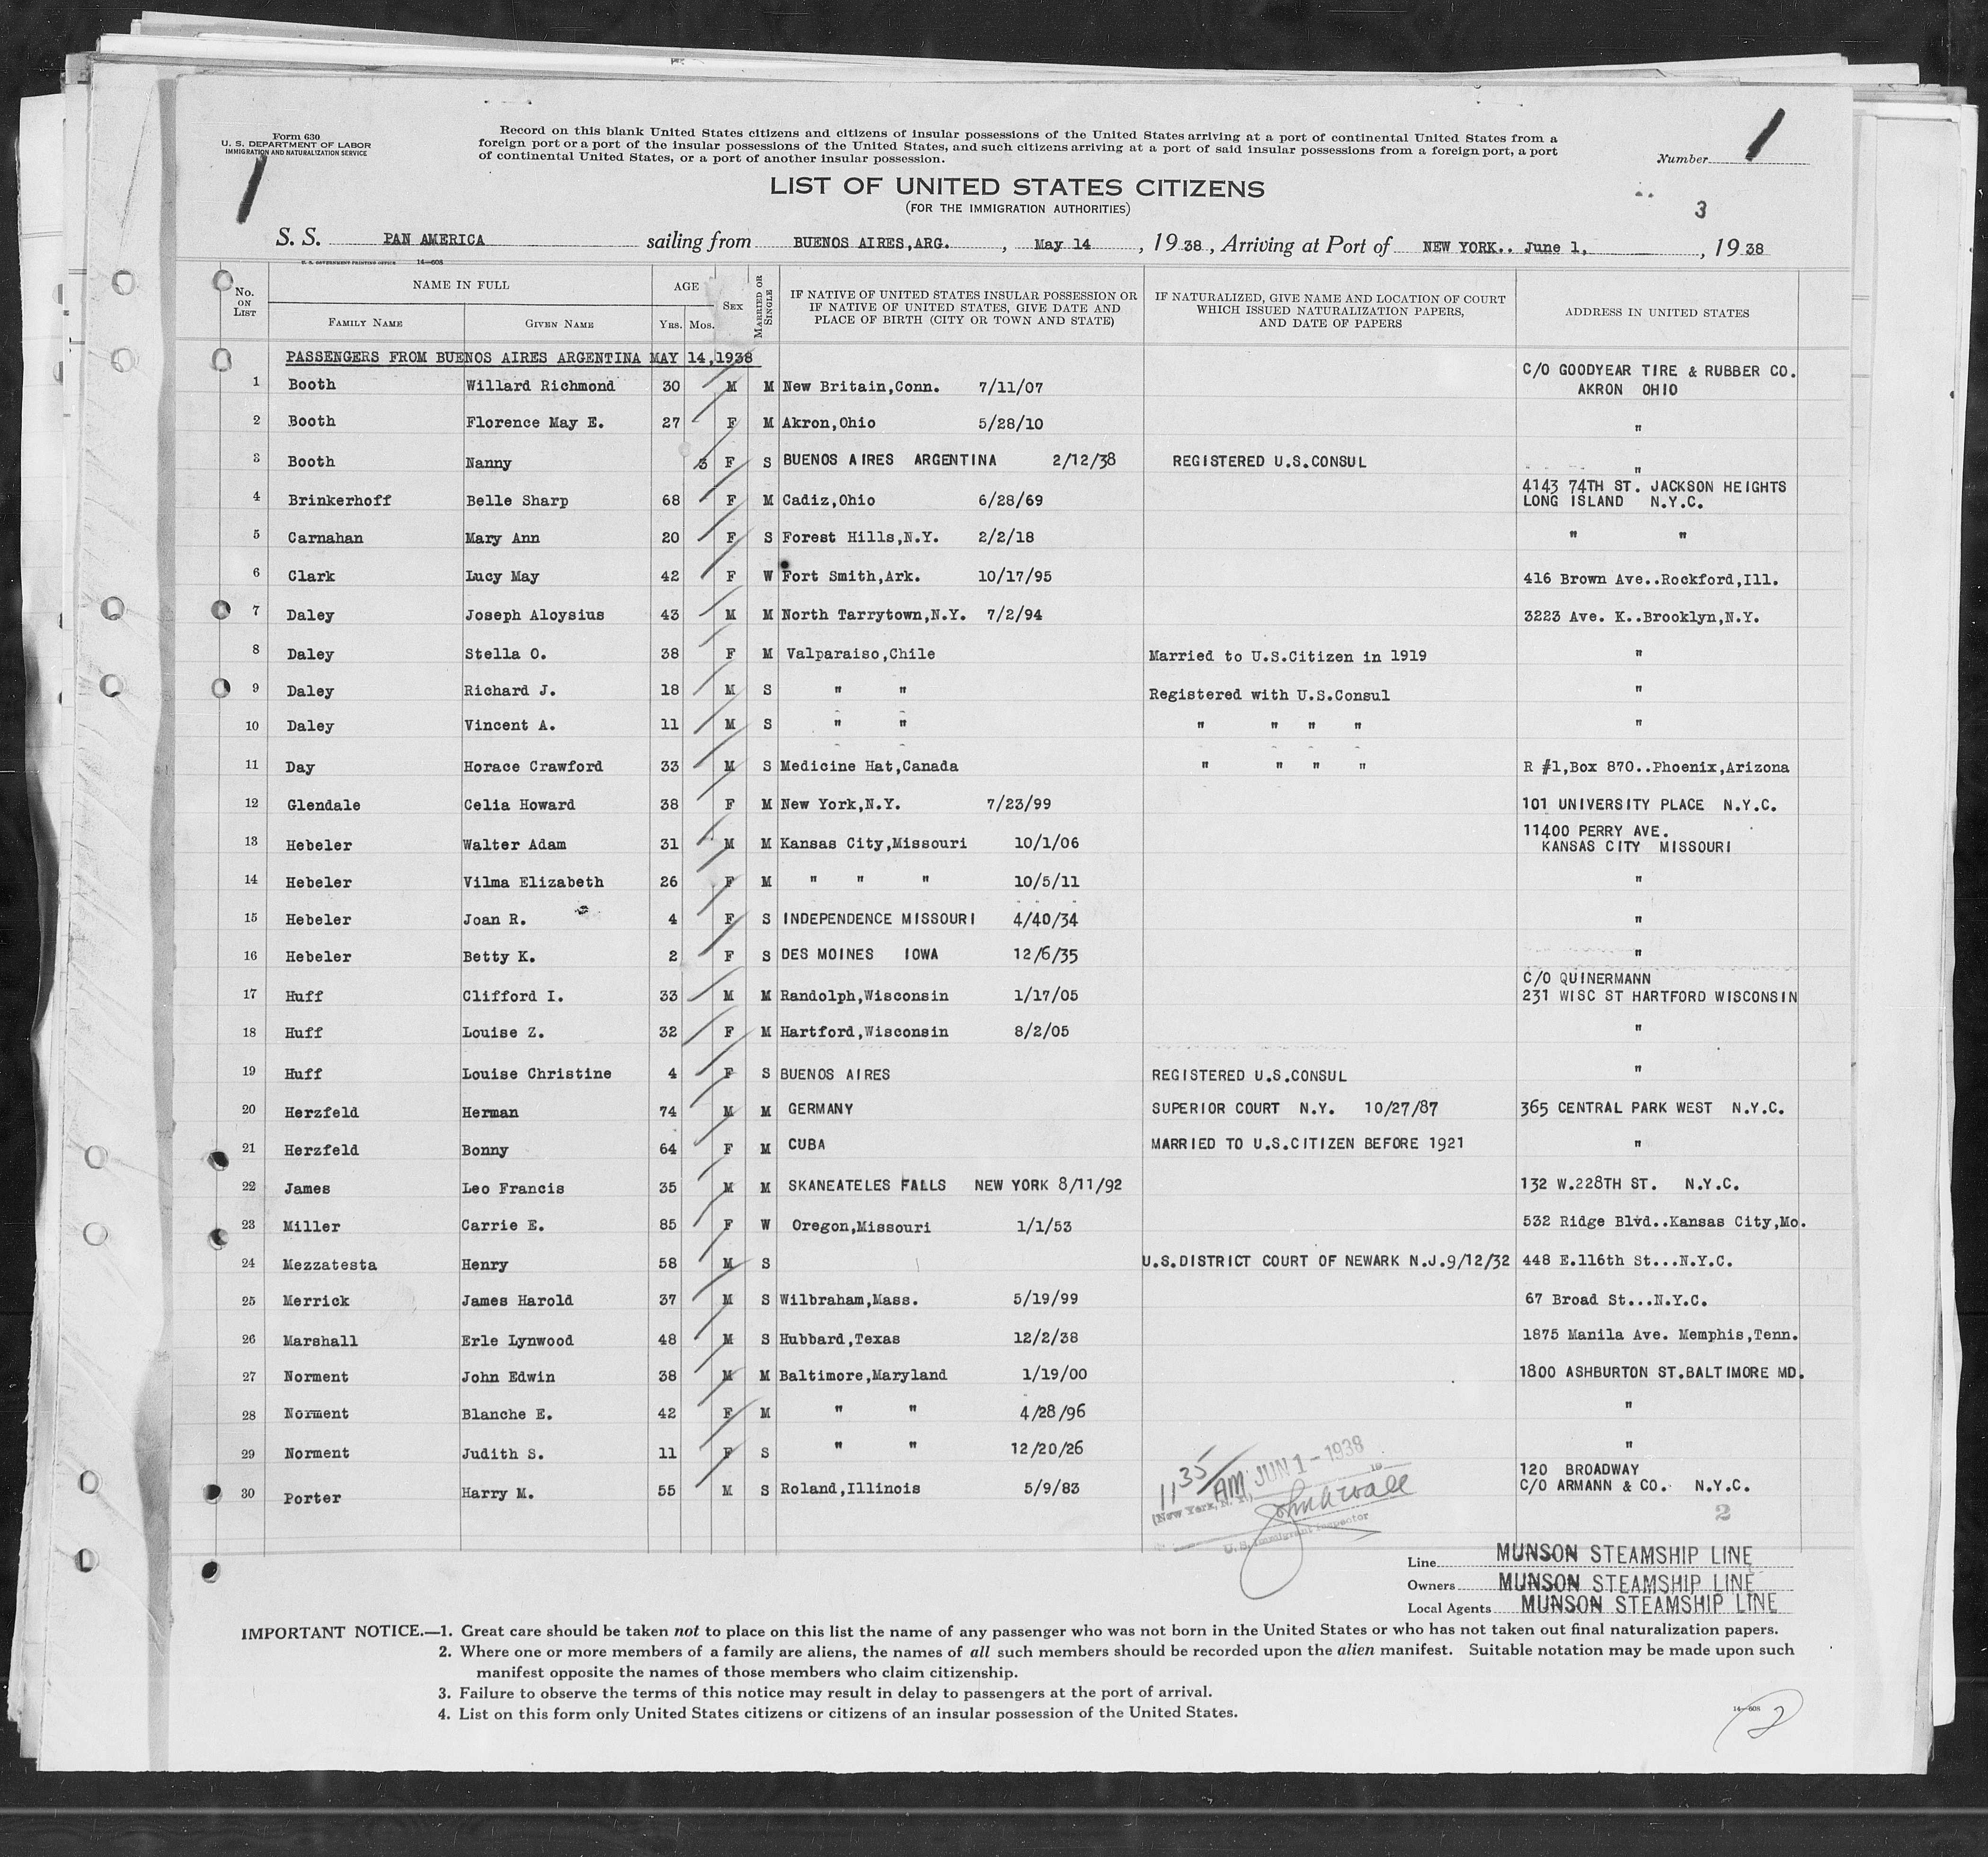 Form 630
U. S. DEPARTMENT OF LABOR
IMMIGRATION AND NATURALIZATION SERVICE
Record on this blank United States citizens and citizens of insular possessions of the United States arriving at a port of continental United States from a
foreign port or a port of the insular possessions of the United States, and such citizens arriving at a port of said insular possessions from a foreign port, a port
of continental United States, or a port of another insular possession.
Number 1
1
LIST OF UNITED STATES CITIZENS
(FOR THE IMMIGRATION AUTHORITIES)
3
S. S. PAN AMERICA sailing from BUENOS AIRES,ARG. , May 14 , 19 38 , Arriving at Port of NEW YORK.. June 1, , 19 38
U. S. GOVERNMENT PRINTING OFFICE 14—608
No. ON LIST NAME IN FULL AGE SEX MARRIED OR SINGLE IF NATIVE OF UNITED STATES INSULAR POSSESSION OR IF NATIVE OF UNITED STATES, GIVE DATE AND PLACE OF BIRTH (CITY OR TOWN AND STATE) IF NATURALIZED, GIVE NAME AND LOCATION OF COURT WHICH ISSUED NATURALIZATION PAPERS, AND DATE OF PAPERS ADDRESS IN UNITED STATES
FAMILY NAME GIVEN NAME YRS. MOS.
PASSENGERS FROM BUENOS AIRES ARGENTINA MAY 14,1938
C/O GOODYEAR TIRE & RUBBER CO.
1 Booth Willard Richmond 30 M M New Britain,Conn. 7/11/07 AKRON OHIO
2 Booth Florence May E. 27 F M Akron,Ohio 5/28/10 "
3 Booth Nanny 3 F S BUENOS AIRES ARGENTINA 2/12/38 REGISTERED U.S.CONSUL "
4143 74TH ST. JACKSON HEIGHTS
4 Brinkerhoff Belle Sharp 68 F M Cadiz,Ohio 6/28/69 LONG ISLAND N.Y.C.
5 Carnahan Mary Ann 20 F S Forest Hills,N.Y. 2/2/18 " "
6 Clark Lucy May 42 F W Fort Smith,Ark. 10/17/95 416 Brown Ave..Rockford,Ill.
7 Daley Joseph Aloysius 43 M M North Tarrytown,N.Y. 7/2/94 3223 Ave. K..Brooklyn,N.Y.
8 Daley Stella O. 38 F M Valparaiso,Chile Married to U.S.Citizen in 1919 "
9 Daley Richard J. 18 M S " " Registered with U.S.Consul "
10 Daley Vincent A. 11 M S " " " " " " "
11 Day Horace Crawford 33 M S Medicine Hat,Canada " " " " R #1,Box 870..Phoenix,Arizona
12 Glendale Celia Howard 38 F M New York,N.Y. 7/23/99 101 UNIVERSITY PLACE N.Y.C.
11400 PERRY AVE.
13 Hebeler Walter Adam 31 M M Kansas City,Missouri 10/1/06 KANSAS CITY MISSOURI
14 Hebeler Vilma Elizabeth 26 F M " " " 10/5/11 "
15 Hebeler Joan R. 4 F S INDEPENDENCE MISSOURI 4/40/34 "
16 Hebeler Betty K. 2 F S DES MOINES IOWA 12/6/35 "
C/O QUINERMANN
17 Huff Clifford I. 33 M M Randolph,Wisconsin 1/17/05 231 WISC ST HARTFORD WISCONSIN
18 Huff Louise Z. 32 F M Hartford,Wisconsin 8/2/05 "
19 Huff Louise Christine 4 F S BUENOS AIRES REGISTERED U.S.CONSUL "
20 Herzfeld Herman 74 M M GERMANY SUPERIOR COURT N.Y. 10/27/87 365 CENTRAL PARK WEST N.Y.C.
21 Herzfeld Bonny 64 F M CUBA MARRIED TO U.S.CITIZEN BEFORE 1921 "
22 James Leo Francis 35 M M SKANEATELES FALLS NEW YORK 8/11/92 132 W.228TH ST. N.Y.C.
23 Miller Carrie E. 85 F W Oregon,Missouri 1/1/53 532 Ridge Blvd..Kansas City,Mo.
24 Mezzatesta Henry 58 M S U.S.DISTRICT COURT OF NEWARK N.J.9/12/32 448 E.116th St...N.Y.C.
25 Merrick James Harold 37 M S Wilbraham,Mass. 5/19/99 67 Broad St...N.Y.C.
26 Marshall Erle Lynwood 48 M S Hubbard,Texas 12/2/38 1875 Manila Ave. Memphis,Tenn.
27 Norment John Edwin 38 M M Baltimore,Maryland 1/19/00 1800 ASHBURTON ST.BALTIMORE MD.
28 Norment Blanche E. 42 F M " " 4/28/96 "
29 Norment Judith S. 11 F S " " 12/20/26 "
120 BROADWAY
30 Porter Harry M. 55 M S Roland,Illinois 5/9/83 C/O ARMANN & CO. N.Y.C.
11 35 AM JUN 1 - 1938
(New York, N. Y.)
U. S. Immigrant Inspector
2
Line MUNSON STEAMSHIP LINE
Owners MUNSON STEAMSHIP LINE
Local Agents MUNSON STEAMSHIP LINE
IMPORTANT NOTICE.—1. Great care should be taken not to place on this list the name of any passenger who was not born in the United States or who has not taken out final naturalization papers.
2. Where one or more members of a family are aliens, the names of all such members should be recorded upon the alien manifest. Suitable notation may be made upon such
manifest opposite the names of those members who claim citizenship.
3. Failure to observe the terms of this notice may result in delay to passengers at the port of arrival.
4. List on this form only United States citizens or citizens of an insular possession of the United States.
14—608
2